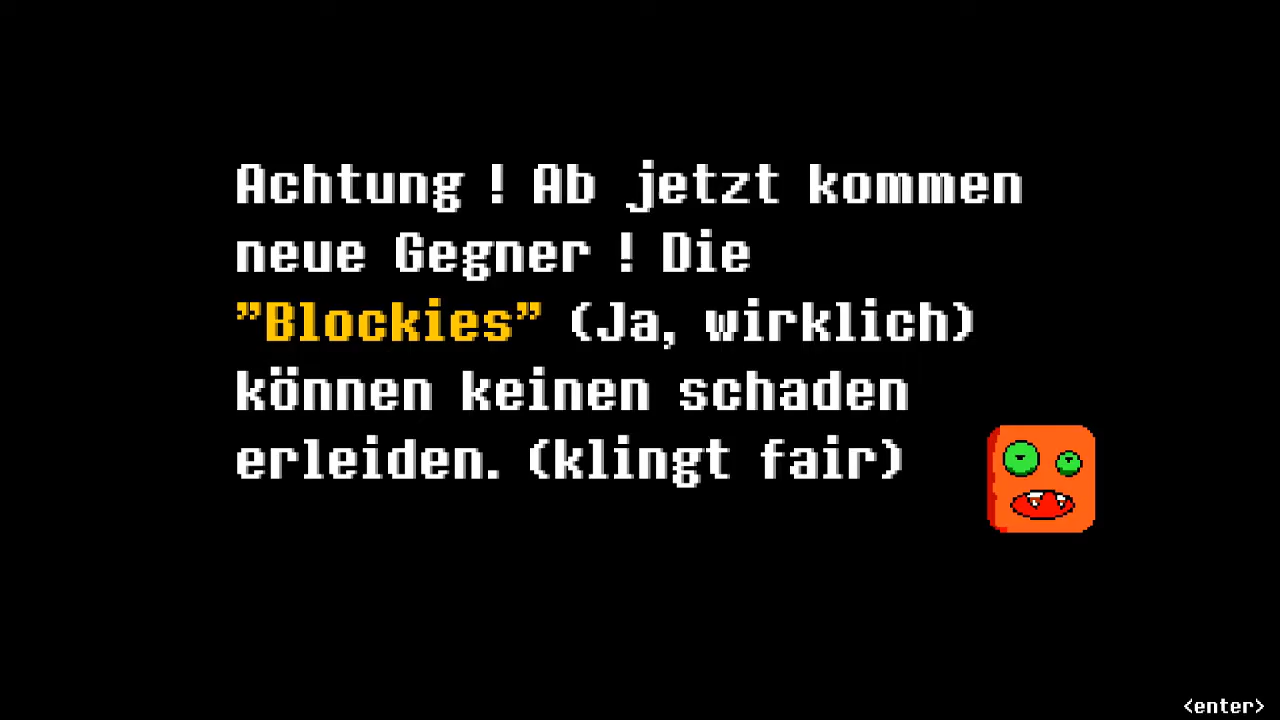 Achtung ! Ab jetzt kommen
neue Gegner ! Die
”Blockies” (Ja, wirklich)
können keinen schaden
erleiden. (klingt fair)
<enter>